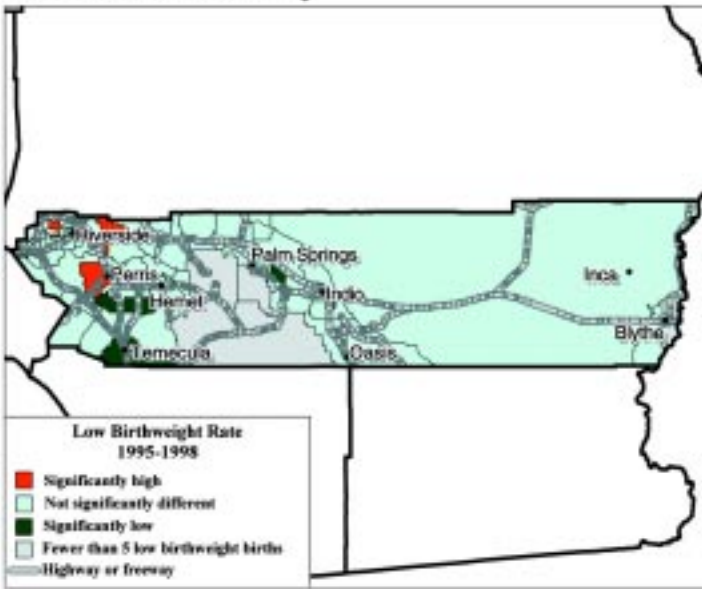 Riverside
Palm Springs
Perris
Inca
Hemet
Indio
Blythe
Temecula
Oasis
Low Birthweight Rate
1995-1998
Significantly high
Not significantly different
Significantly low
Fewer than 5 low birthweight births
Highway or freeway